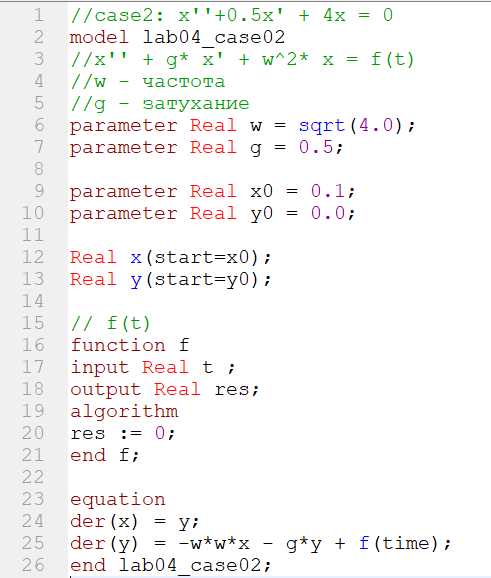 1 //case2: x''+0.5x' + 4x = 0
2 model lab04_case02
3 //x'' + g* x' + w^2* x = f(t)
4 //w - частота
5 //g - затухание
6 parameter Real w = sqrt(4.0);
7 parameter Real g = 0.5;
8
9 parameter Real x0 = 0.1;
10 parameter Real y0 = 0.0;
11
12 Real x(start=x0);
13 Real y(start=y0);
14
15 // f(t)
16 function f
17 input Real t ;
18 output Real res;
19 algorithm
20 res := 0;
21 end f;
22
23 equation
24 der(x) = y;
25 der(y) = -w*w*x - g*y + f(time);
26 end lab04_case02;